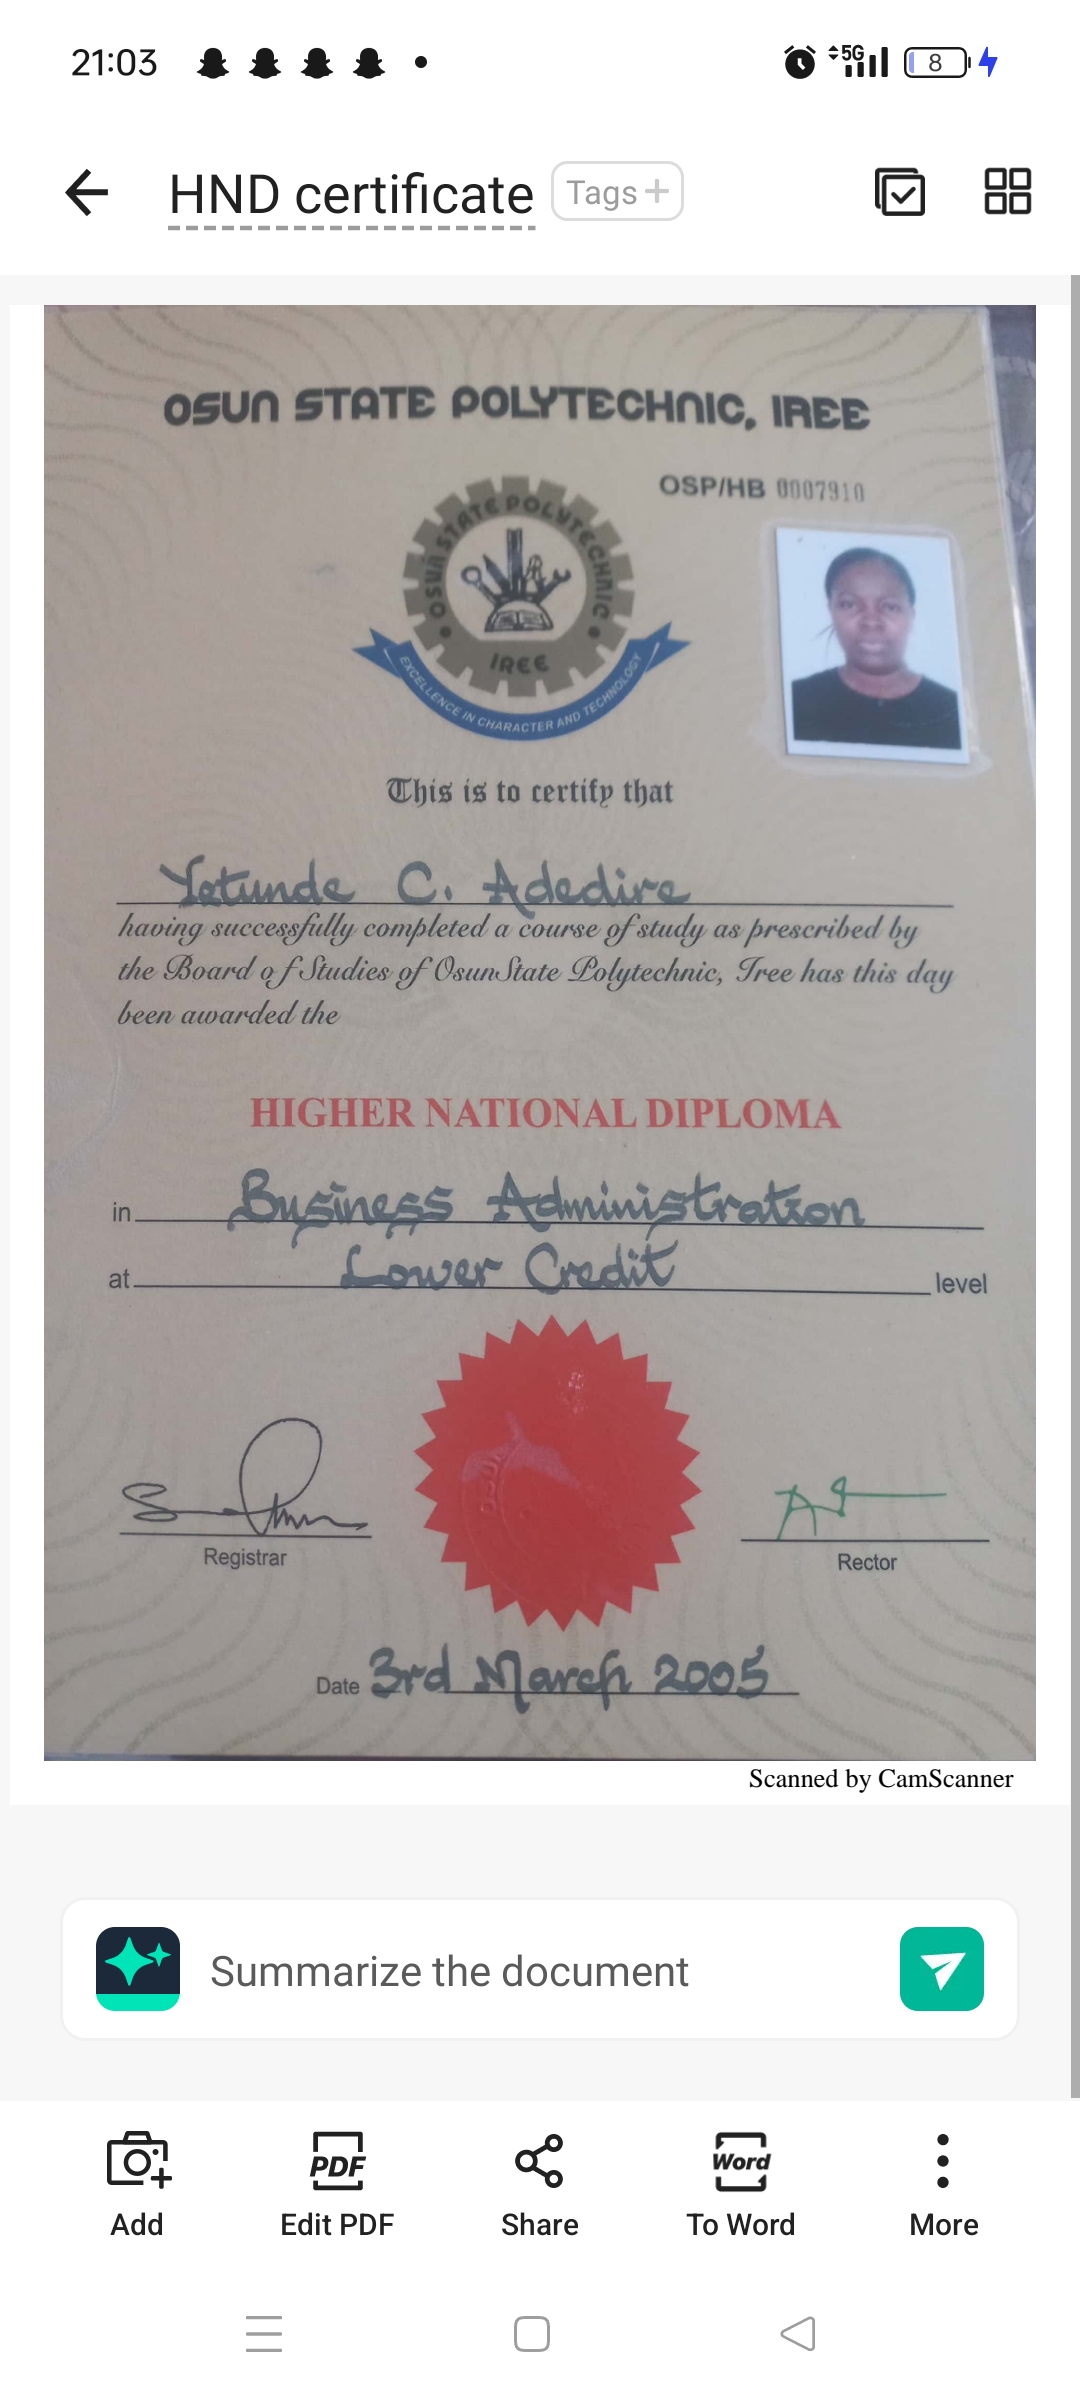 21:03
5G
8
HND certificate
Tags+
OSUN STATE POLYTECHNIC, IREE
OSP/HB 0007910
OSUN STATE POLYTECHNIC
IREE
EXCELLENCE IN CHARACTER AND TECHNOLOGY
This is to certify that
Yetunde C. Adedire
having successfully completed a course of study as prescribed by
the Board of Studies of Osun State Polytechnic, Iree has this day
been awarded the
HIGHER NATIONAL DIPLOMA
in Business Administration
at Lower Credit level
Registrar
Rector
Date 3rd March 2005
Scanned by CamScanner
Summarize the document
PDF
Word
Add
Edit PDF
Share
To Word
More